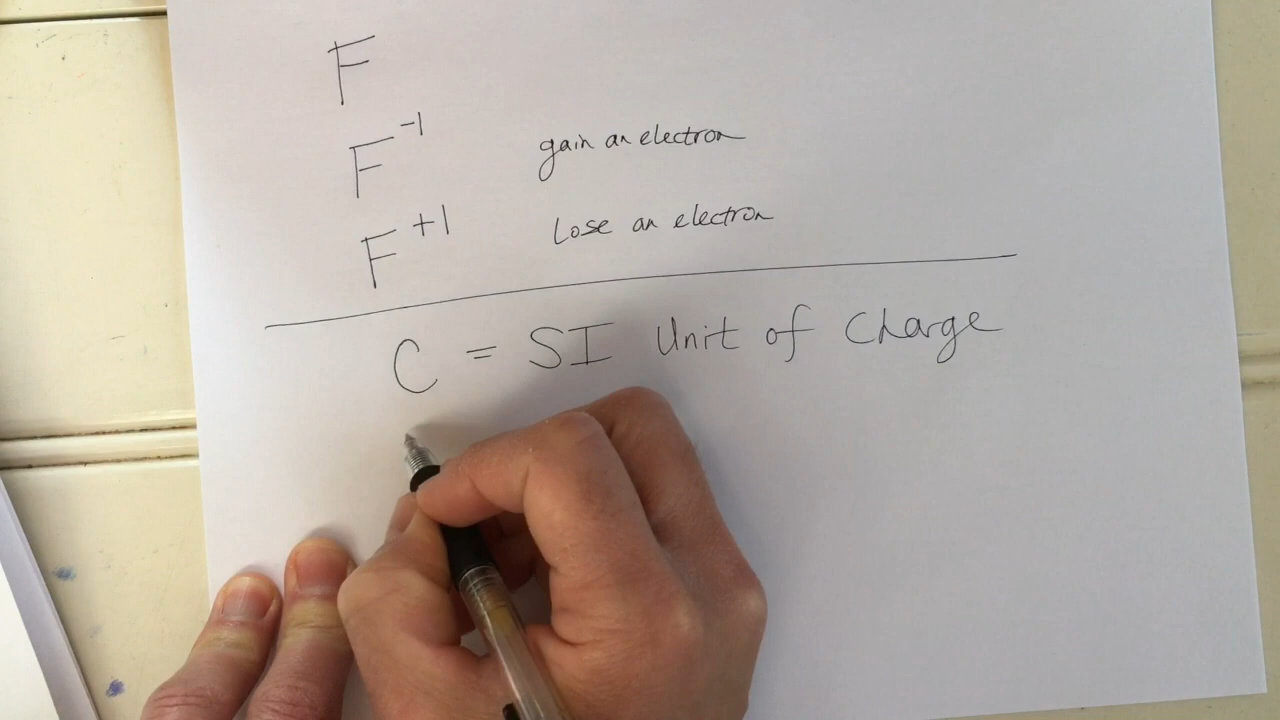 F
F⁻¹ gain an electron
F⁺¹ Lose an electron
C = SI Unit of Charge